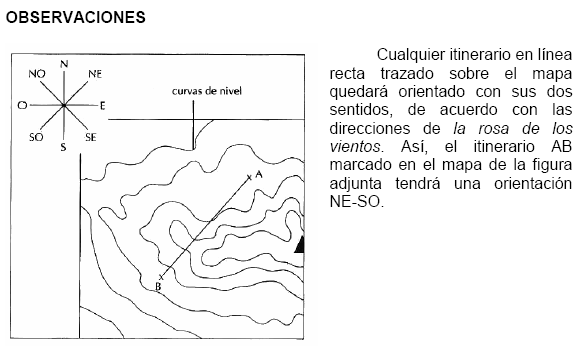 OBSERVACIONES
N
NO
NE
O
E
SO
SE
S
curvas de nivel
A
B
Cualquier itinerario en línea
recta trazado sobre el mapa
quedará orientado con sus dos
sentidos, de acuerdo con las
direcciones de la rosa de los
vientos. Así, el itinerario AB
marcado en el mapa de la figura
adjunta tendrá una orientación
NE-SO.